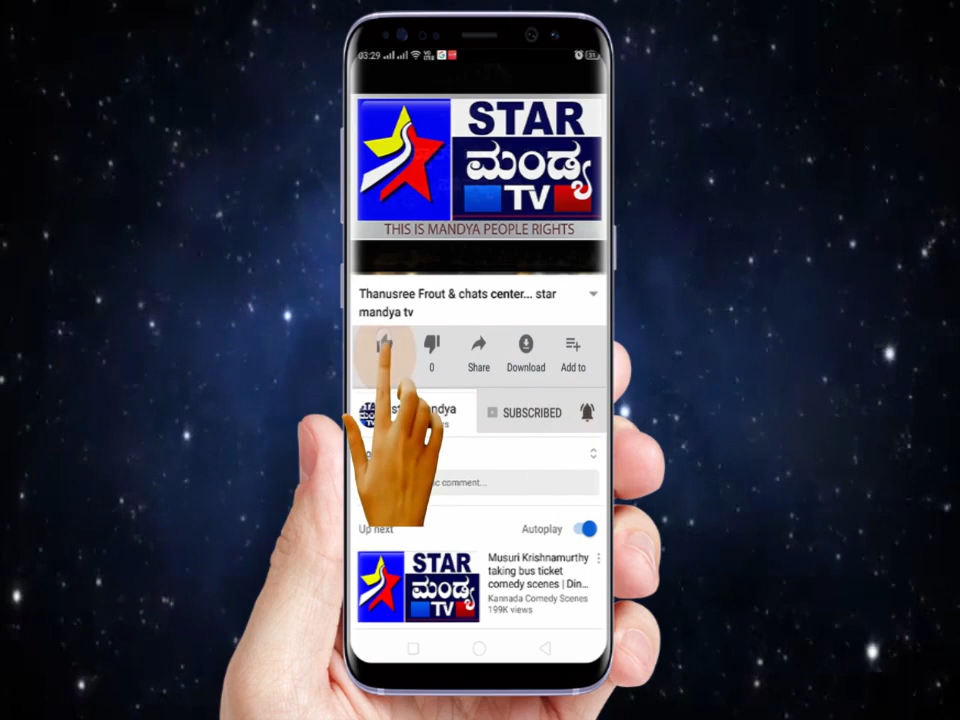 03:29
STAR
ಮಂಡ್ಯ
TV
THIS IS MANDYA PEOPLE RIGHTS
Thanusree Frout & chats center... star
mandya tv
0 Share Download Add to
SUBSCRIBED
comment...
Up next Autoplay
STAR
ಮಂಡ್ಯ
TV
Musuri Krishnamurthy
taking bus ticket
comedy scenes | Din...
Kannada Comedy Scenes
199K views